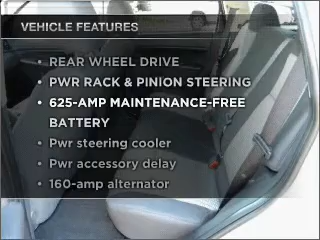 VEHICLE FEATURES
• REAR WHEEL DRIVE
• PWR RACK & PINION STEERING
• 625-AMP MAINTENANCE-FREE
BATTERY
• Pwr steering cooler
• Pwr accessory delay
• 160-amp alternator